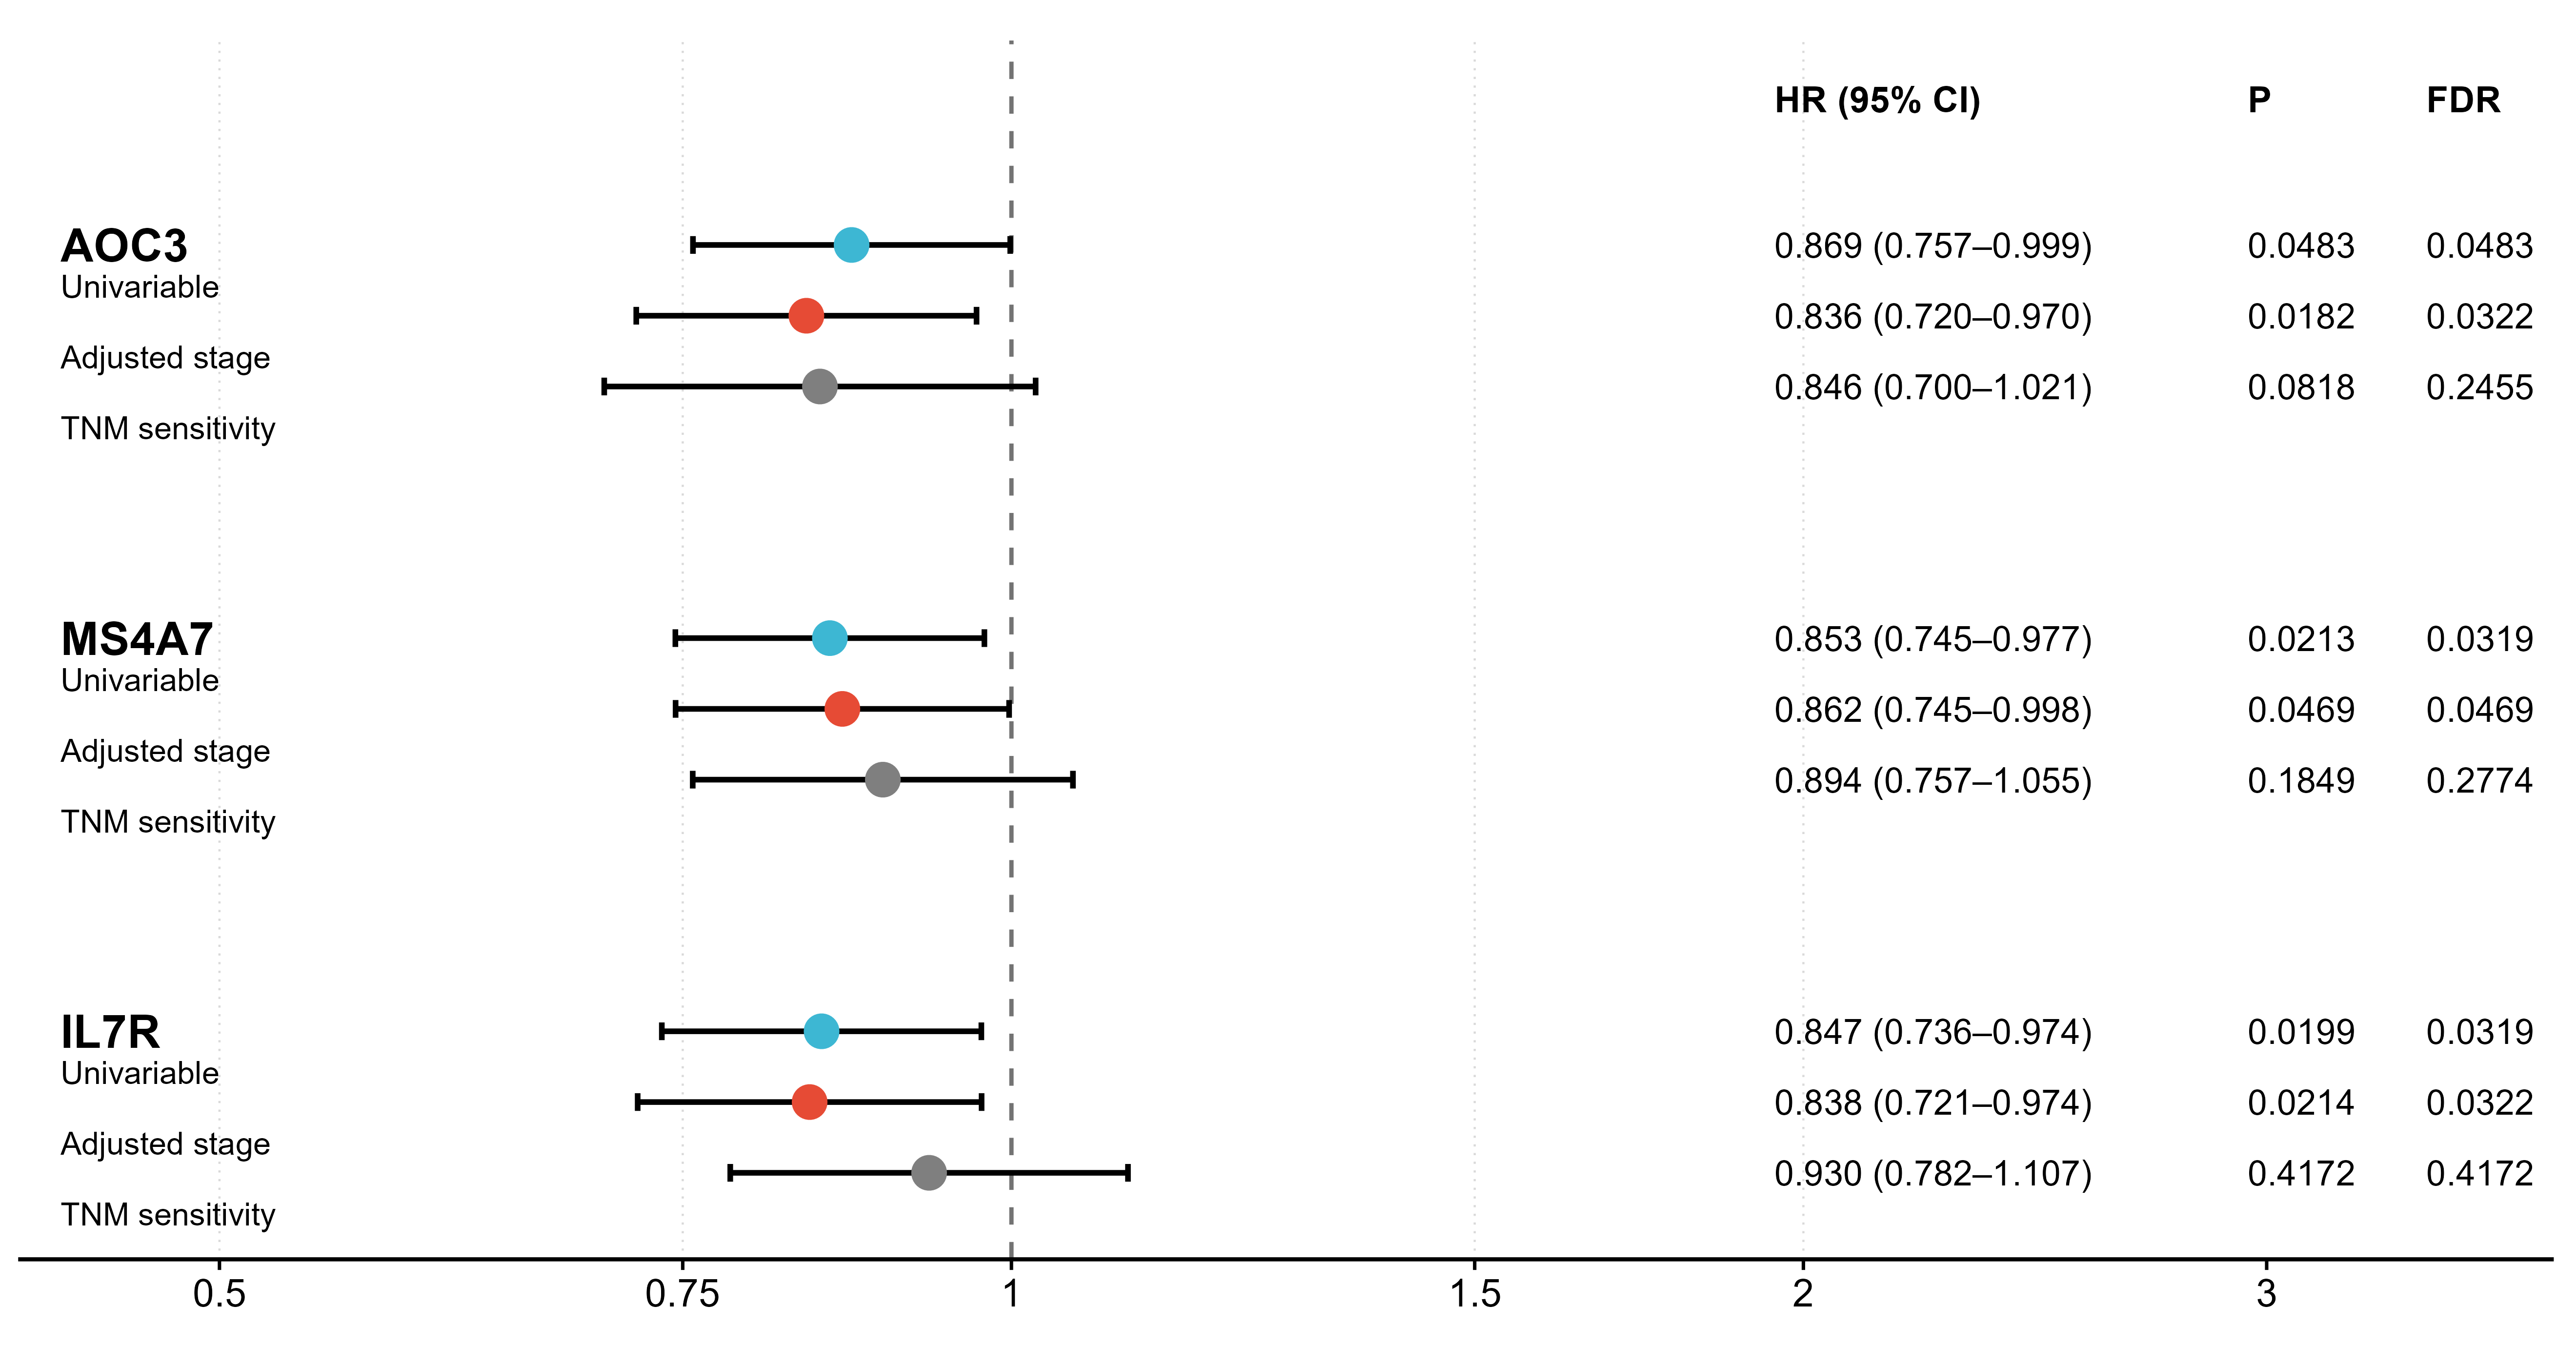 HR (95% CI) P FDR
AOC3 0.869 (0.757–0.999) 0.0483 0.0483
Univariable
0.836 (0.720–0.970) 0.0182 0.0322
Adjusted stage
0.846 (0.700–1.021) 0.0818 0.2455
TNM sensitivity
MS4A7 0.853 (0.745–0.977) 0.0213 0.0319
Univariable
0.862 (0.745–0.998) 0.0469 0.0469
Adjusted stage
0.894 (0.757–1.055) 0.1849 0.2774
TNM sensitivity
IL7R 0.847 (0.736–0.974) 0.0199 0.0319
Univariable
0.838 (0.721–0.974) 0.0214 0.0322
Adjusted stage
0.930 (0.782–1.107) 0.4172 0.4172
TNM sensitivity
0.5 0.75 1 1.5 2 3